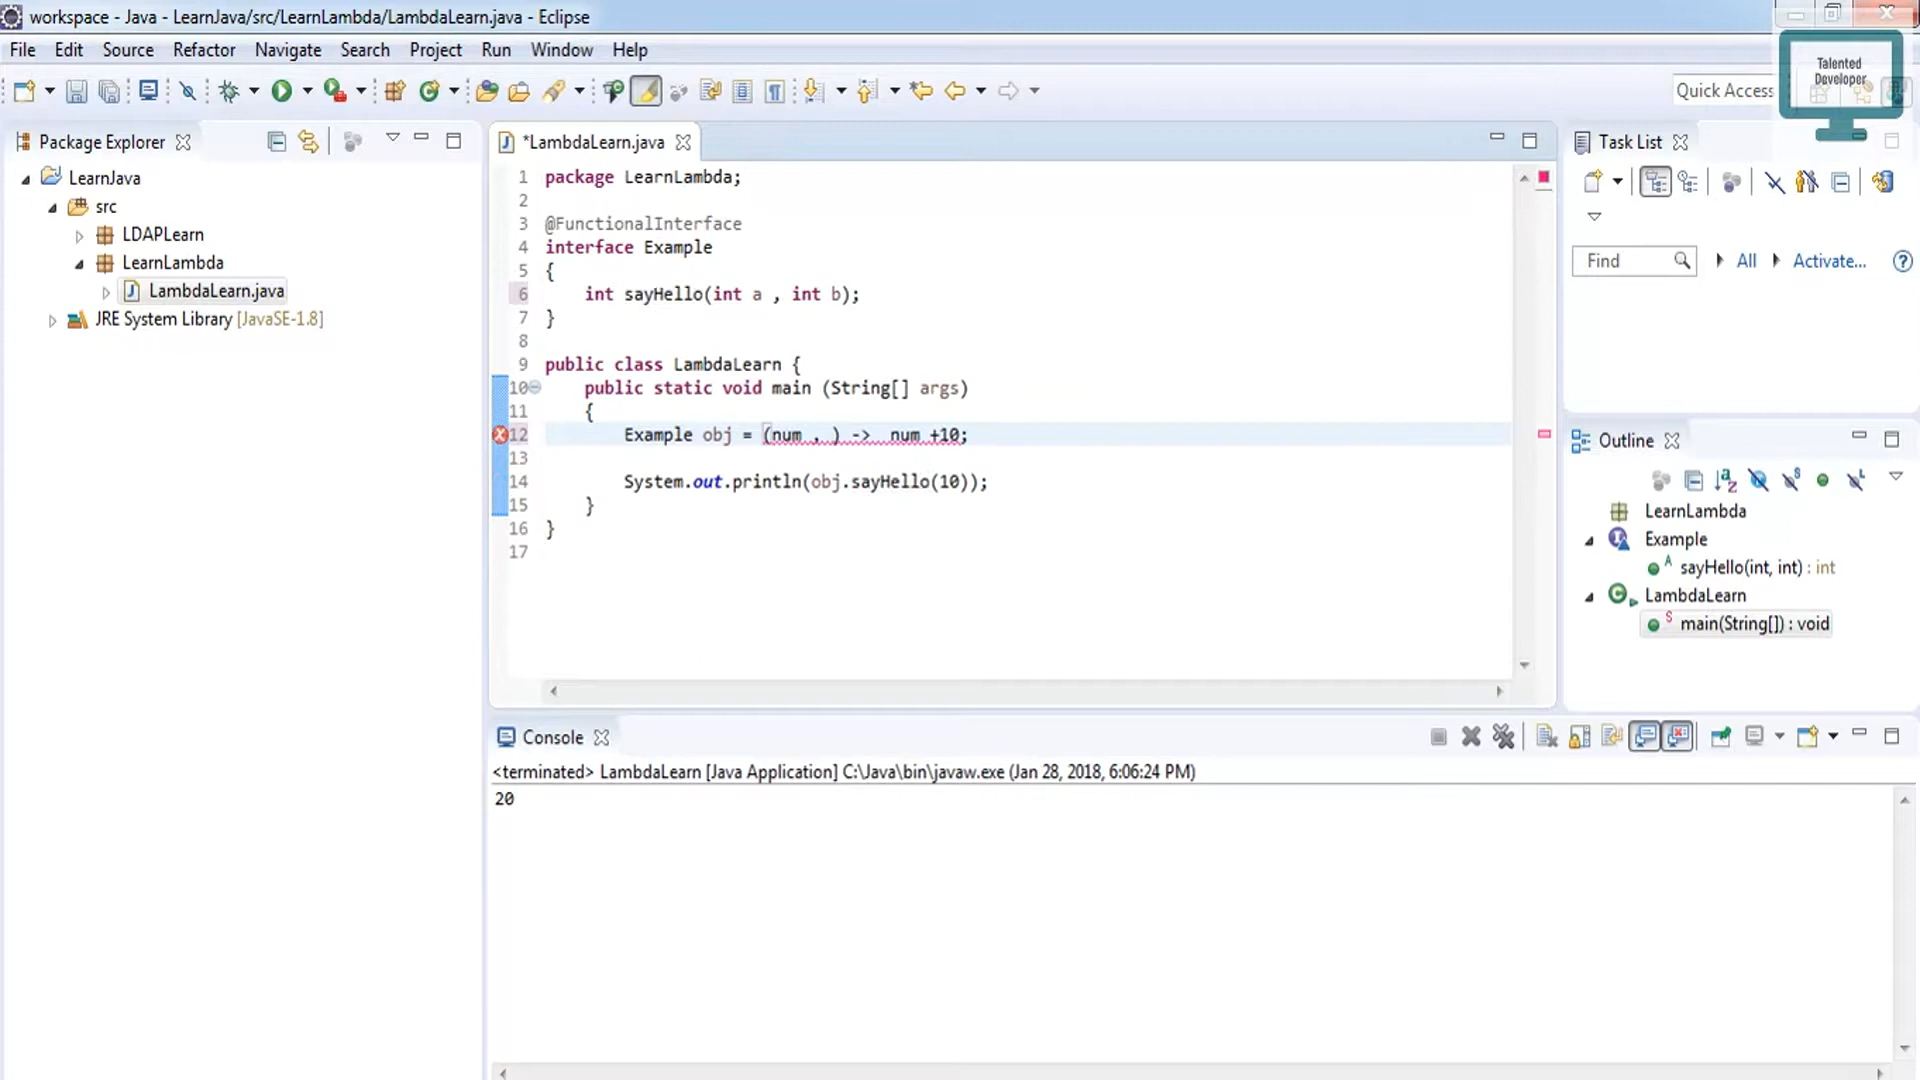 workspace - Java - LearnJava/src/LearnLambda/LambdaLearn.java - Eclipse
File Edit Source Refactor Navigate Search Project Run Window Help
Talented
Developer
Quick Access
Package Explorer
LearnJava
src
LDAPLearn
LearnLambda
LambdaLearn.java
JRE System Library [JavaSE-1.8]
*LambdaLearn.java
1 package LearnLambda;
2
3 @FunctionalInterface
4 interface Example
5 {
6 int sayHello(int a , int b);
7 }
8
9 public class LambdaLearn {
10 public static void main (String[] args)
11 {
12 Example obj = (num , ) -> num +10;
13
14 System.out.println(obj.sayHello(10));
15 }
16 }
17
Task List
Find All Activate...
Outline
LearnLambda
Example
sayHello(int, int) : int
LambdaLearn
main(String[]) : void
Console
<terminated> LambdaLearn [Java Application] C:\Java\bin\javaw.exe (Jan 28, 2018, 6:06:24 PM)
20